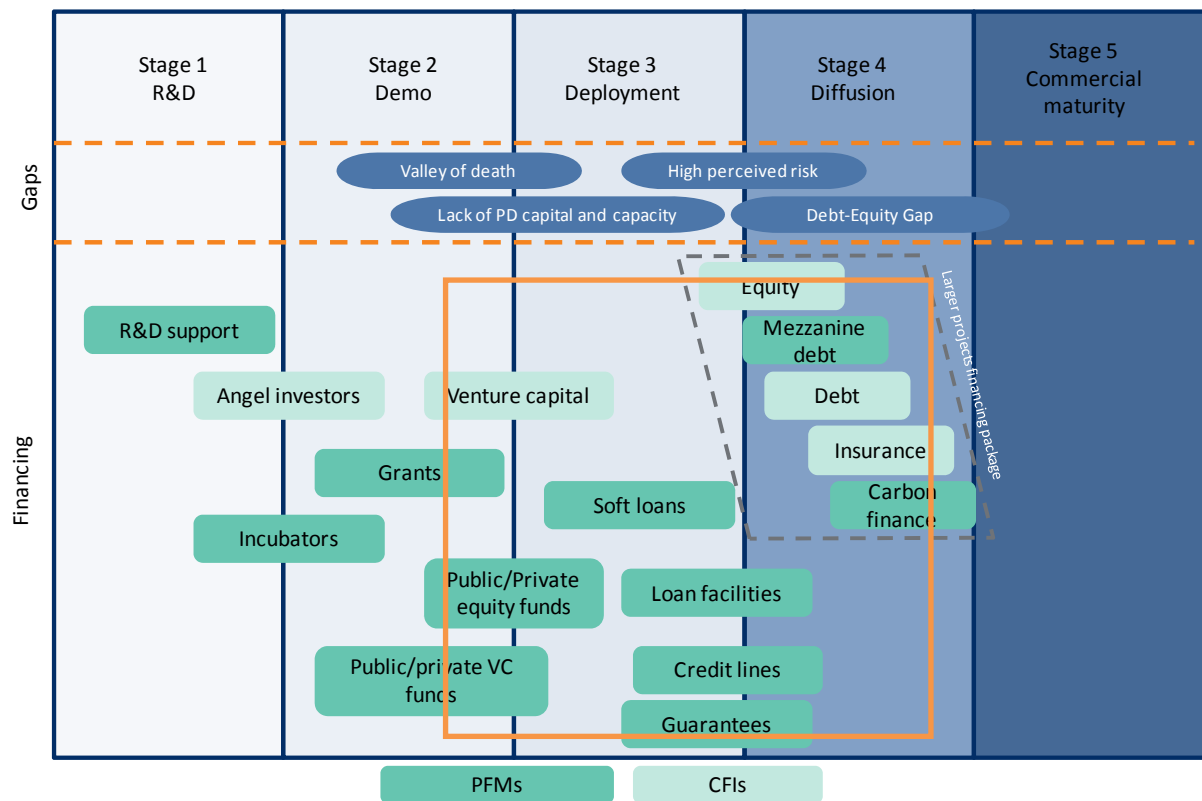 Stage 1
R&D
Stage 2
Demo
Stage 3
Deployment
Stage 4
Diffusion
Stage 5
Commercial
maturity
Gaps
Valley of death
High perceived risk
Lack of PD capital and capacity
Debt-Equity Gap
Financing
Equity
R&D support
Mezzanine
debt
Larger projects financing package
Angel investors
Venture capital
Debt
Insurance
Grants
Soft loans
Carbon
finance
Incubators
Public/Private
equity funds
Loan facilities
Public/private VC
funds
Credit lines
Guarantees
PFMs
CFIs